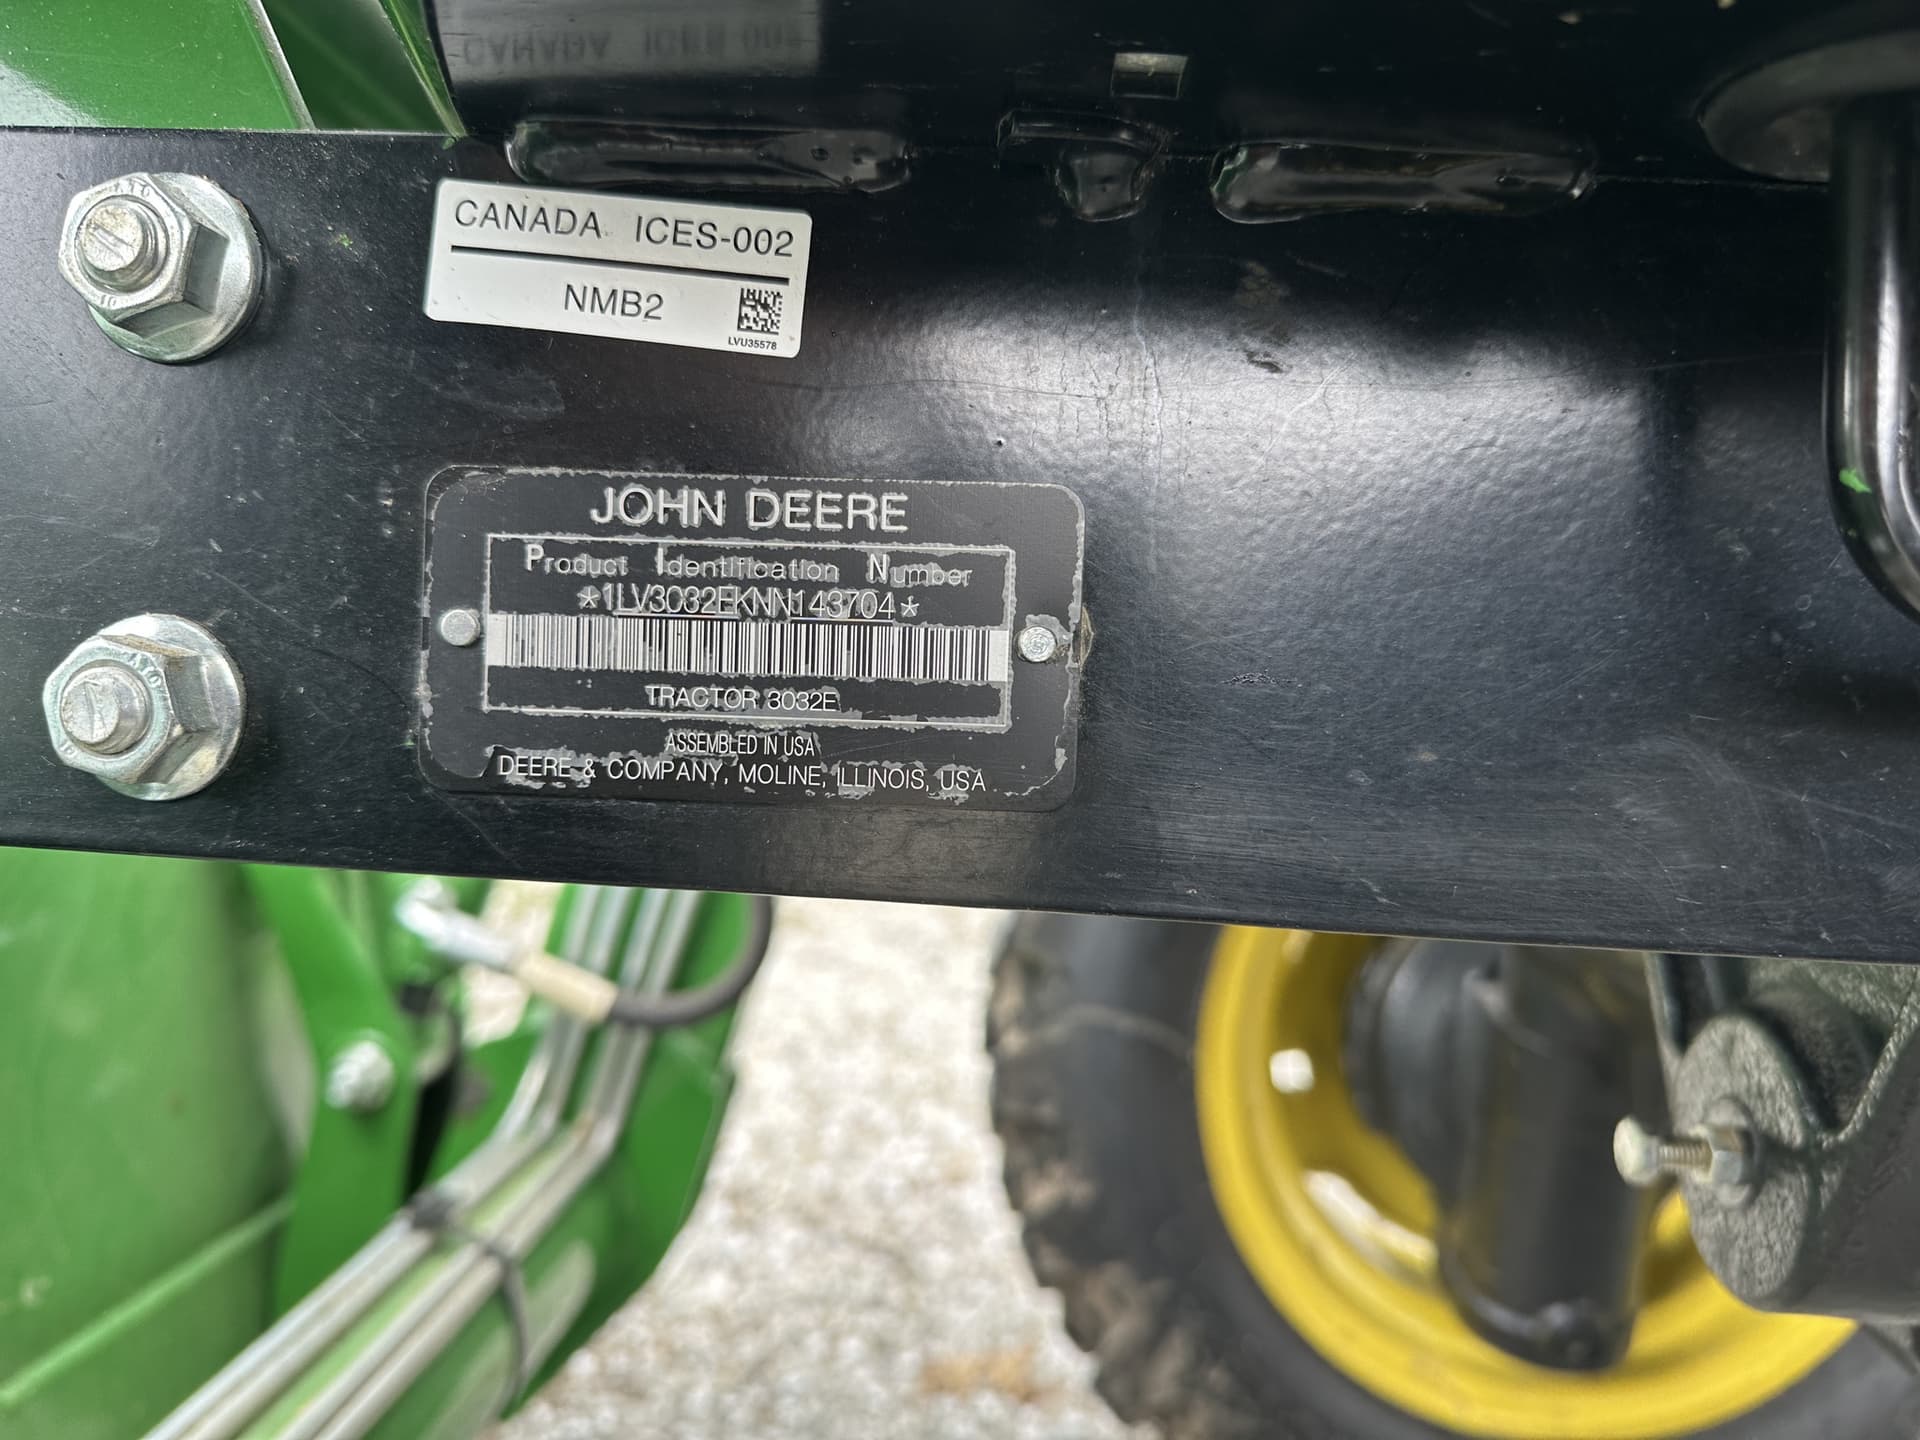 CANADA ICES-002
NMB2
LVU35578
JOHN DEERE
Product Identification Number
*1LV3032EKNN143704*
TRACTOR 3032E
ASSEMBLED IN USA
DEERE & COMPANY, MOLINE, ILLINOIS, USA